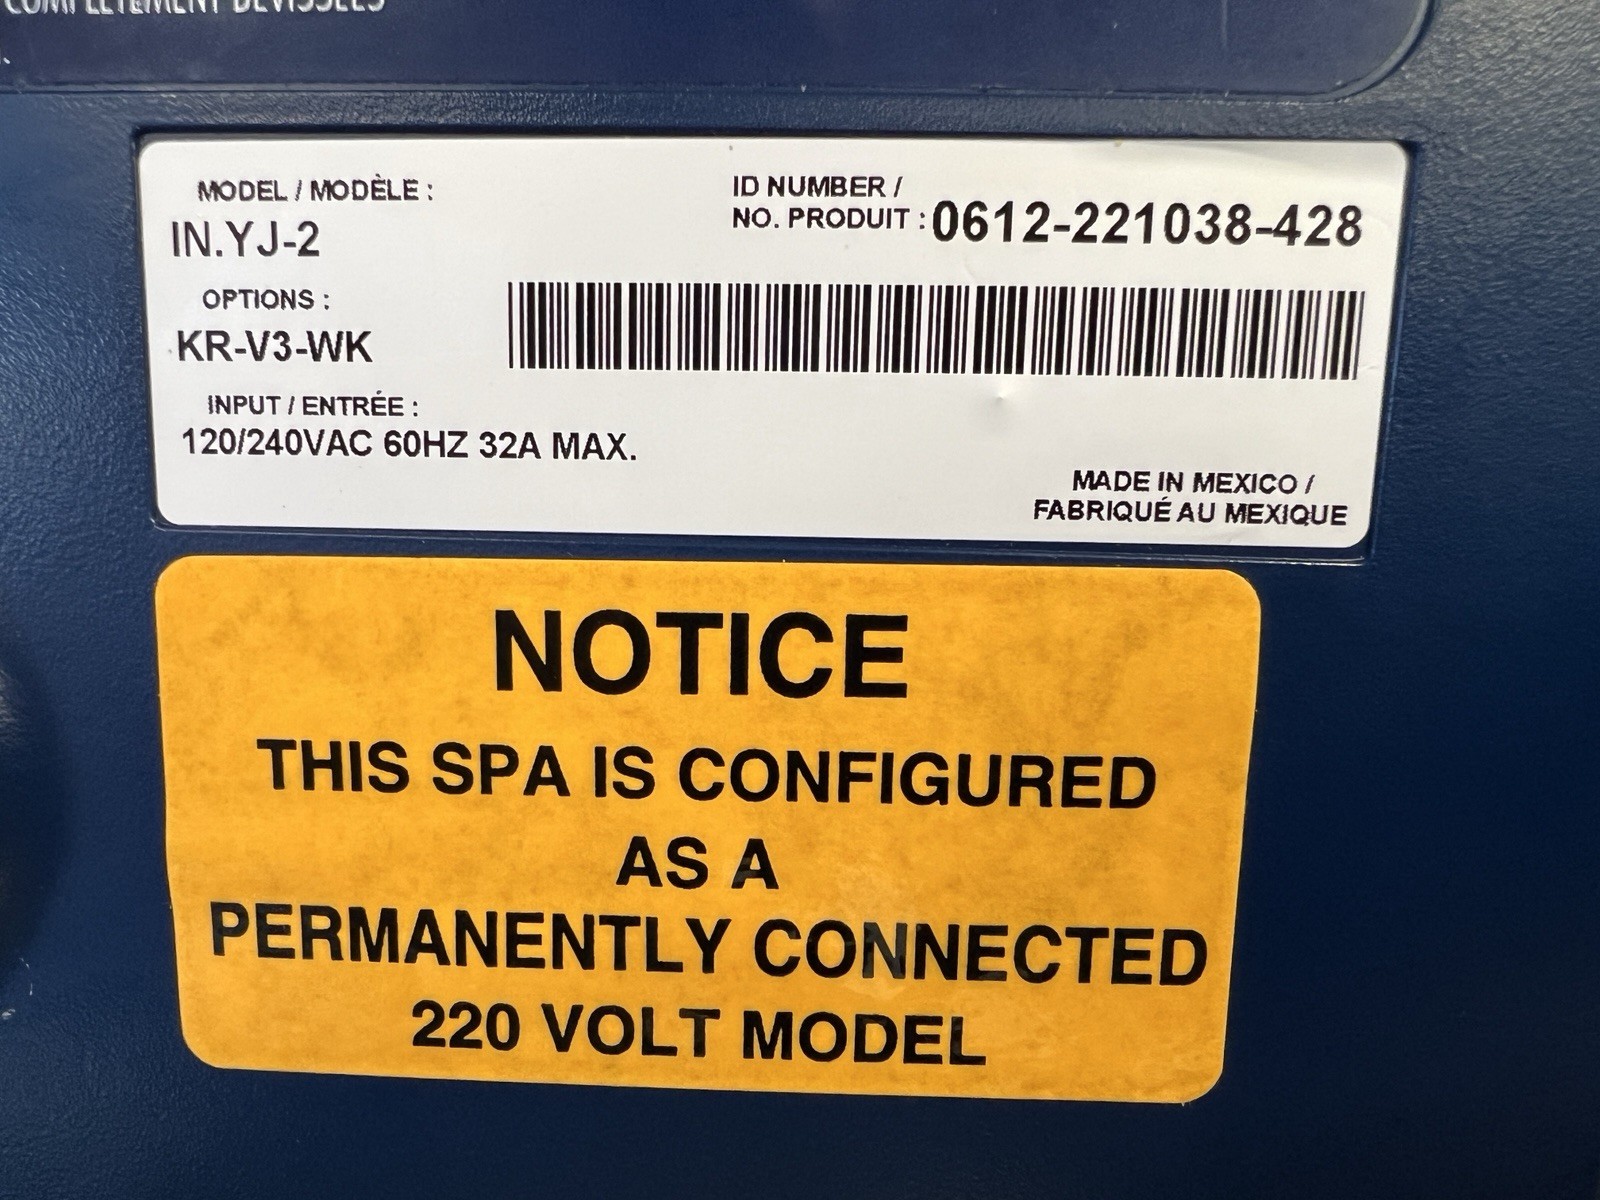 COMPLÈTEMENT DEVISSÉES
MODEL / MODÈLE :
IN.YJ-2
OPTIONS :
KR-V3-WK
INPUT / ENTRÉE :
120/240VAC 60HZ 32A MAX.
ID NUMBER /
NO. PRODUIT : 0612-221038-428
MADE IN MEXICO /
FABRIQUÉ AU MEXIQUE
NOTICE
THIS SPA IS CONFIGURED
AS A
PERMANENTLY CONNECTED
220 VOLT MODEL